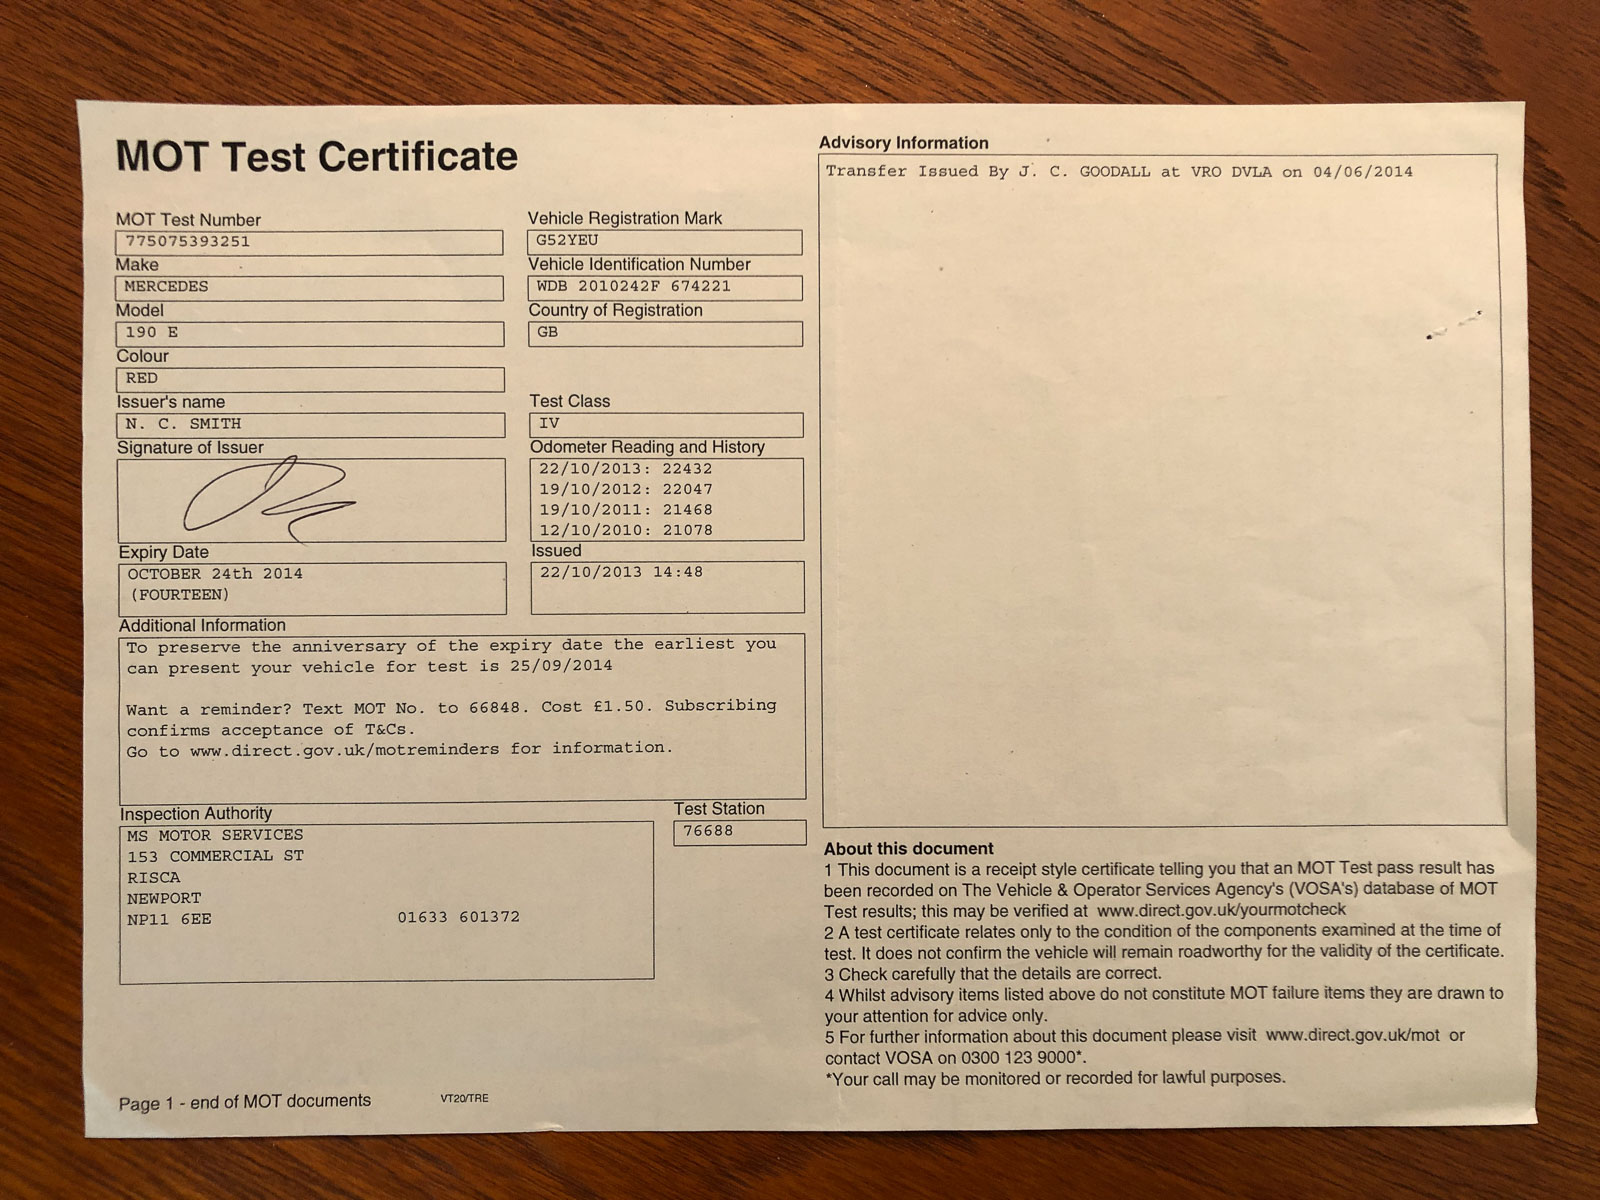 MOT Test Certificate
MOT Test Number
775075393251
Make
MERCEDES
Model
190 E
Colour
RED
Issuer's name
N. C. SMITH
Signature of Issuer
Expiry Date
OCTOBER 24th 2014
(FOURTEEN)
Vehicle Registration Mark
G52YEU
Vehicle Identification Number
WDB 2010242F 674221
Country of Registration
GB
Test Class
IV
Odometer Reading and History
22/10/2013: 22432
19/10/2012: 22047
19/10/2011: 21468
12/10/2010: 21078
Issued
22/10/2013 14:48
Additional Information
To preserve the anniversary of the expiry date the earliest you
can present your vehicle for test is 25/09/2014
Want a reminder? Text MOT No. to 66848. Cost £1.50. Subscribing
confirms acceptance of T&Cs.
Go to www.direct.gov.uk/motreminders for information.
Inspection Authority
MS MOTOR SERVICES
153 COMMERCIAL ST
RISCA
NEWPORT
NP11 6EE 01633 601372
Test Station
76688
Page 1 - end of MOT documents VT20/TRE
Advisory Information
Transfer Issued By J. C. GOODALL at VRO DVLA on 04/06/2014
About this document
1 This document is a receipt style certificate telling you that an MOT Test pass result has
been recorded on The Vehicle & Operator Services Agency's (VOSA's) database of MOT
Test results; this may be verified at www.direct.gov.uk/yourmotcheck
2 A test certificate relates only to the condition of the components examined at the time of
test. It does not confirm the vehicle will remain roadworthy for the validity of the certificate.
3 Check carefully that the details are correct.
4 Whilst advisory items listed above do not constitute MOT failure items they are drawn to
your attention for advice only.
5 For further information about this document please visit www.direct.gov.uk/mot or
contact VOSA on 0300 123 9000*.
*Your call may be monitored or recorded for lawful purposes.